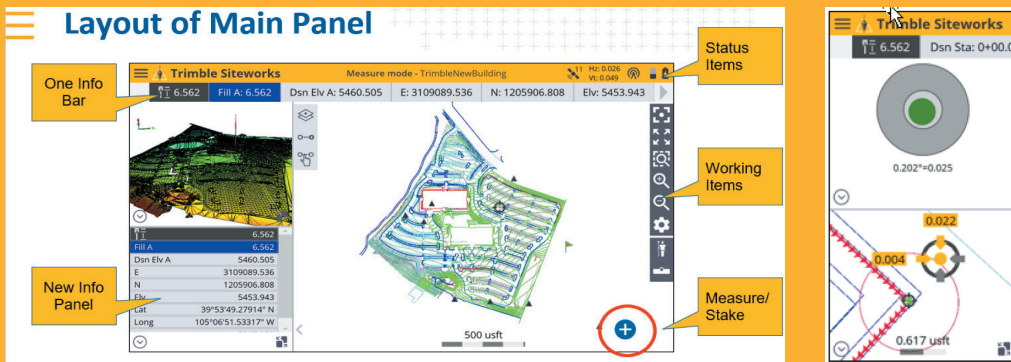 Layout of Main Panel
One Info
Bar
New Info
Panel
Status
Items
Working
Items
Measure/
Stake
Trimble Siteworks
Measure mode - TrimbleNewBuilding
11
Hz: 0.026
Vt: 0.049
6.562
Fill A: 6.562
Dsn Elv A: 5460.505
E: 3109089.536
N: 1205906.808
Elv: 5453.943
6.562
Fill A 6.562
Dsn Elv A 5460.505
E 3109089.536
N 1205906.808
Elv 5453.943
Lat 39°53'49.27914" N
Long 105°06'51.53317" W
500 usft
Trimble Siteworks
6.562
Dsn Sta: 0+00.0
0.202°=0.025
0.022
0.004
0.617 usft